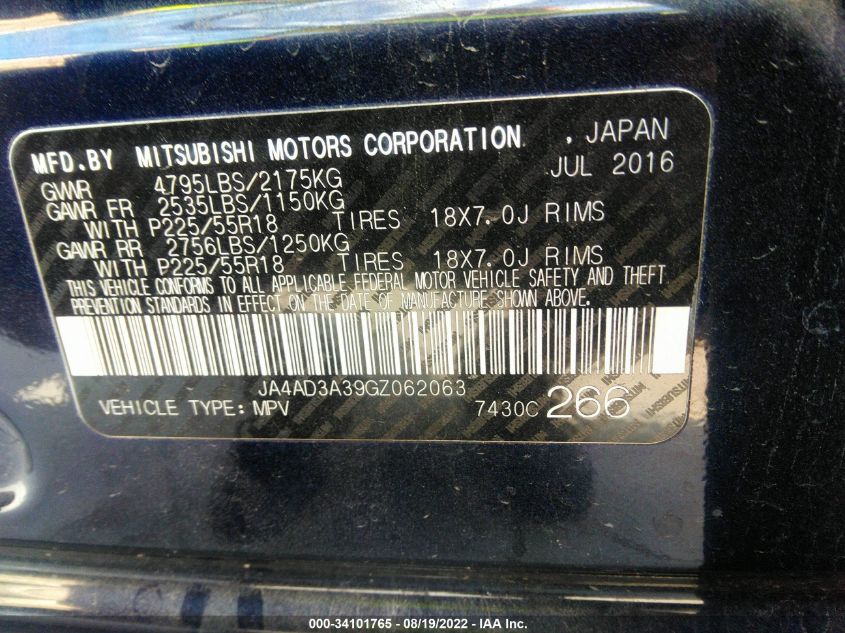 MFD.BY MITSUBISHI MOTORS CORPORATION , JAPAN
JUL 2016
GVWR 4795LBS/2175KG
GAWR FR 2535LBS/1150KG
WITH P225/55R18 TIRES 18X7.0J RIMS
GAWR RR 2756LBS/1250KG
WITH P225/55R18 TIRES 18X7.0J RIMS
THIS VEHICLE CONFORMS TO ALL APPLICABLE FEDERAL MOTOR VEHICLE SAFETY AND THEFT
PREVENTION STANDARDS IN EFFECT ON THE DATE OF MANUFACTURE SHOWN ABOVE.
JA4AD3A39GZ062063
VEHICLE TYPE: MPV 7430C 266
000-34101765 - 08/19/2022 - IAA Inc.